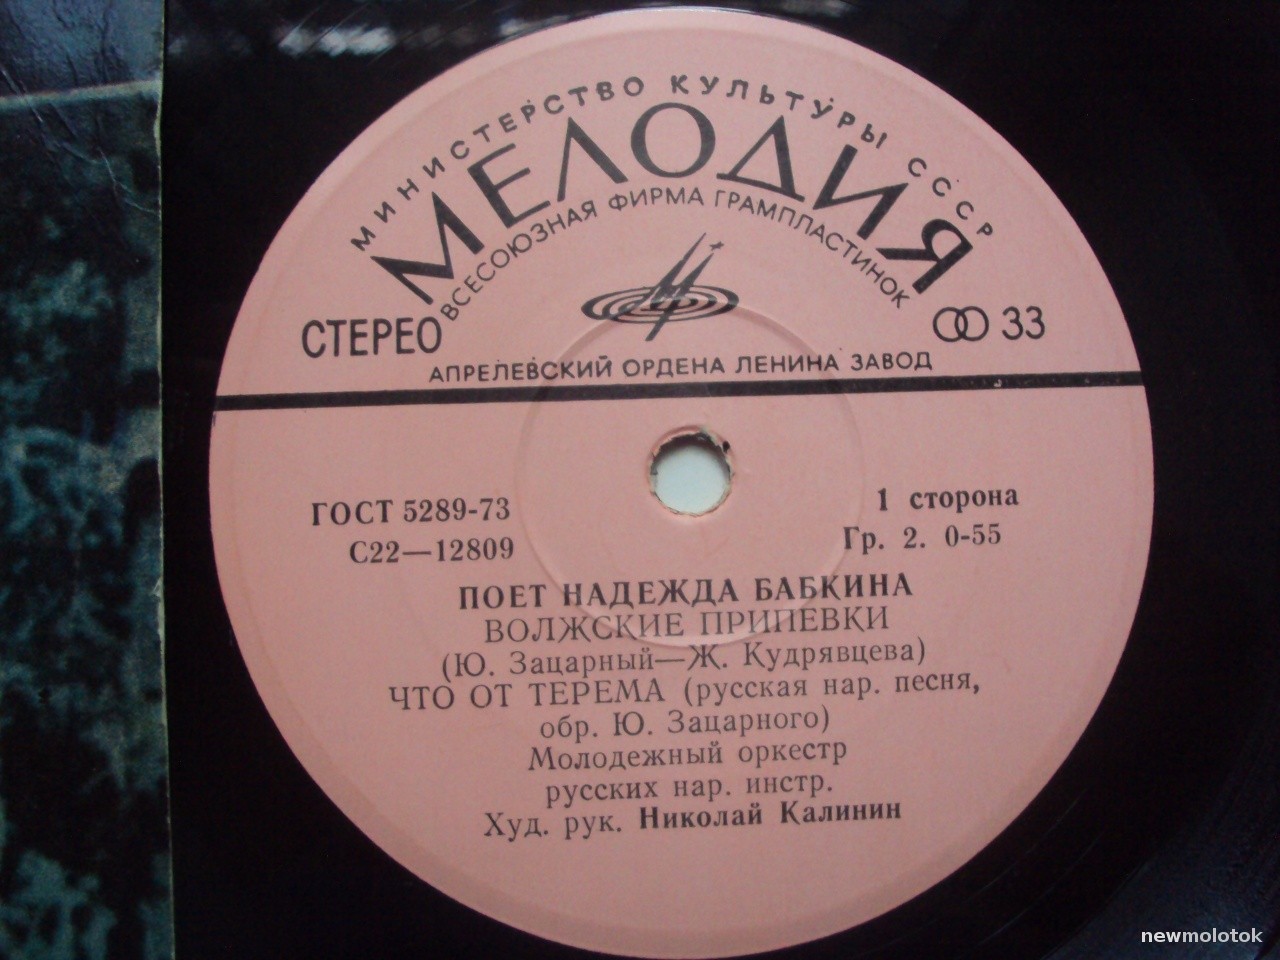 МИНИСТЕРСТВО КУЛЬТУРЫ СССР
МЕЛОДИЯ
ВСЕСОЮЗНАЯ ФИРМА ГРАМПЛАСТИНОК
СТЕРЕО
33
АПРЕЛЕВСКИЙ ОРДЕНА ЛЕНИНА ЗАВОД
ГОСТ 5289-73
1 сторона
С22—12809
Гр. 2. 0-55
ПОЕТ НАДЕЖДА БАБКИНА
ВОЛЖСКИЕ ПРИПЕВКИ
(Ю. Зацарный—Ж. Кудрявцева)
ЧТО ОТ ТЕРЕМА (русская нар. песня,
обр. Ю. Зацарного)
Молодежный оркестр
русских нар. инстр.
Худ. рук. Николай Калинин
newmolotok